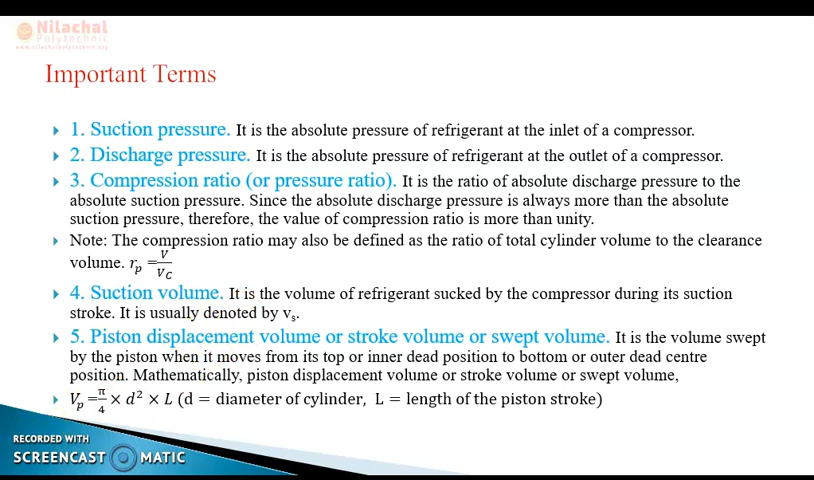 Nilachal
Polytechnic
www.nilachalpolytechnic.org
Important Terms
1. Suction pressure. It is the absolute pressure of refrigerant at the inlet of a compressor.
2. Discharge pressure. It is the absolute pressure of refrigerant at the outlet of a compressor.
3. Compression ratio (or pressure ratio). It is the ratio of absolute discharge pressure to the
absolute suction pressure. Since the absolute discharge pressure is always more than the absolute
suction pressure, therefore, the value of compression ratio is more than unity.
Note: The compression ratio may also be defined as the ratio of total cylinder volume to the clearance
volume. r_p = V/V_C
4. Suction volume. It is the volume of refrigerant sucked by the compressor during its suction
stroke. It is usually denoted by v_s.
5. Piston displacement volume or stroke volume or swept volume. It is the volume swept
by the piston when it moves from its top or inner dead position to bottom or outer dead centre
position. Mathematically, piston displacement volume or stroke volume or swept volume,
V_p = π/4 × d² × L (d = diameter of cylinder, L = length of the piston stroke)
RECORDED WITH
SCREENCAST MATIC